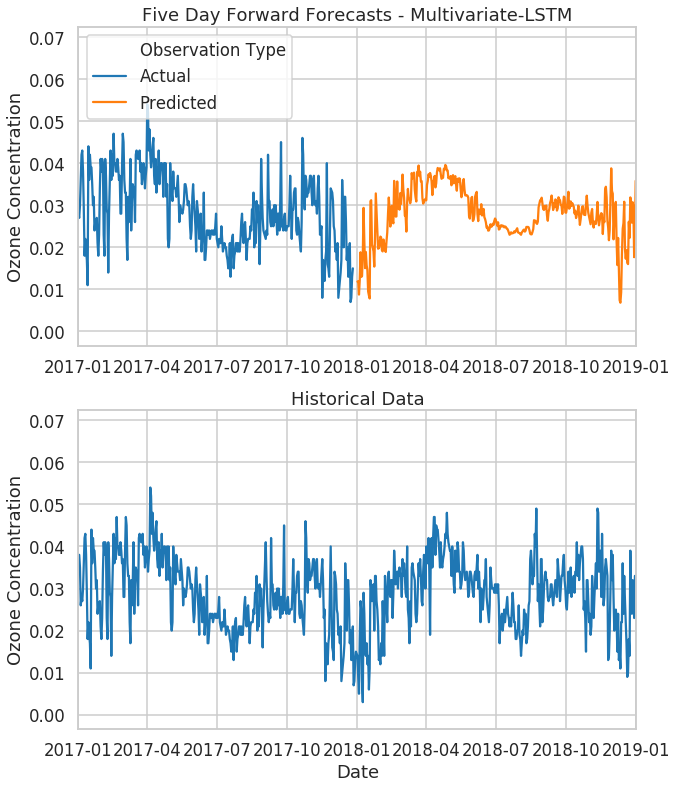 Five Day Forward Forecasts - Multivariate-LSTM
Ozone Concentration
0.07
0.06
0.05
0.04
0.03
0.02
0.01
0.00
Observation Type
Actual
Predicted
2017-01 2017-04 2017-07 2017-10 2018-01 2018-04 2018-07 2018-10 2019-01
Historical Data
Ozone Concentration
0.07
0.06
0.05
0.04
0.03
0.02
0.01
0.00
2017-01 2017-04 2017-07 2017-10 2018-01 2018-04 2018-07 2018-10 2019-01
Date